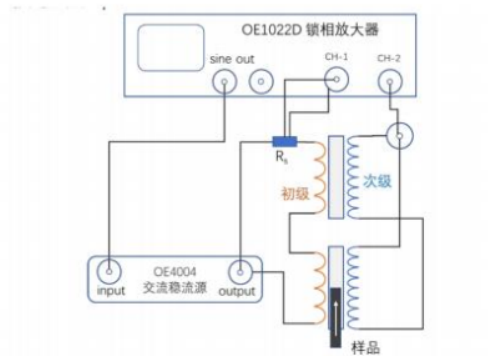 OE1022D 锁相放大器
sine out
CH-1
CH-2
Rs
初级
次级
OE4004
交流稳流源
input
output
样品